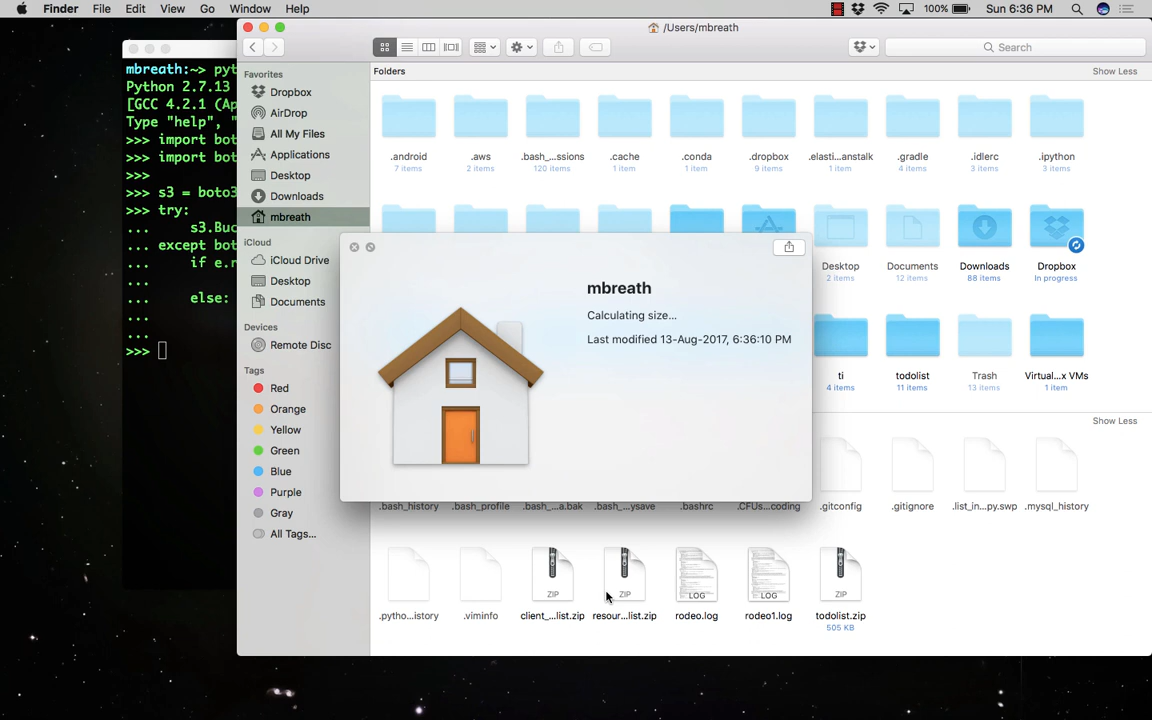 Finder File Edit View Go Window Help 100% Sun 6:36 PM
/Users/mbreath
Search
mbreath:~> pyt
Python 2.7.13
[GCC 4.2.1 (Ap
Type "help", "
>>> import bot
>>> import bot
>>>
>>> s3 = boto3
>>> try:
... s3.Buc
... except bot
... if e.r
...
... else:
...
...
>>>
Favorites
Dropbox
AirDrop
All My Files
Applications
Desktop
Downloads
mbreath
iCloud
iCloud Drive
Desktop
Documents
Devices
Remote Disc
Tags
Red
Orange
Yellow
Green
Blue
Purple
Gray
All Tags...
Folders Show Less
.android .aws .bash_...ssions .cache .conda .dropbox .elasti...anstalk .gradle .idlerc .ipython
7 items 2 items 120 items 1 item 1 item 9 items 1 item 4 items 3 items 3 items
Desktop Documents Downloads Dropbox
2 items 12 items 88 items In progress
mbreath
Calculating size...
Last modified 13-Aug-2017, 6:36:10 PM
ti todolist Trash Virtual...x VMs
4 items 11 items 13 items 1 item
Show Less
.bash_history .bash_profile .bash_...a.bak .bash_...ysave .bashrc .CFUs...coding .gitconfig .gitignore .list_in...py.swp .mysql_history
ZIP ZIP LOG LOG ZIP
.pytho...istory .viminfo client_...list.zip resour...list.zip rodeo.log rodeo1.log todolist.zip
505 KB